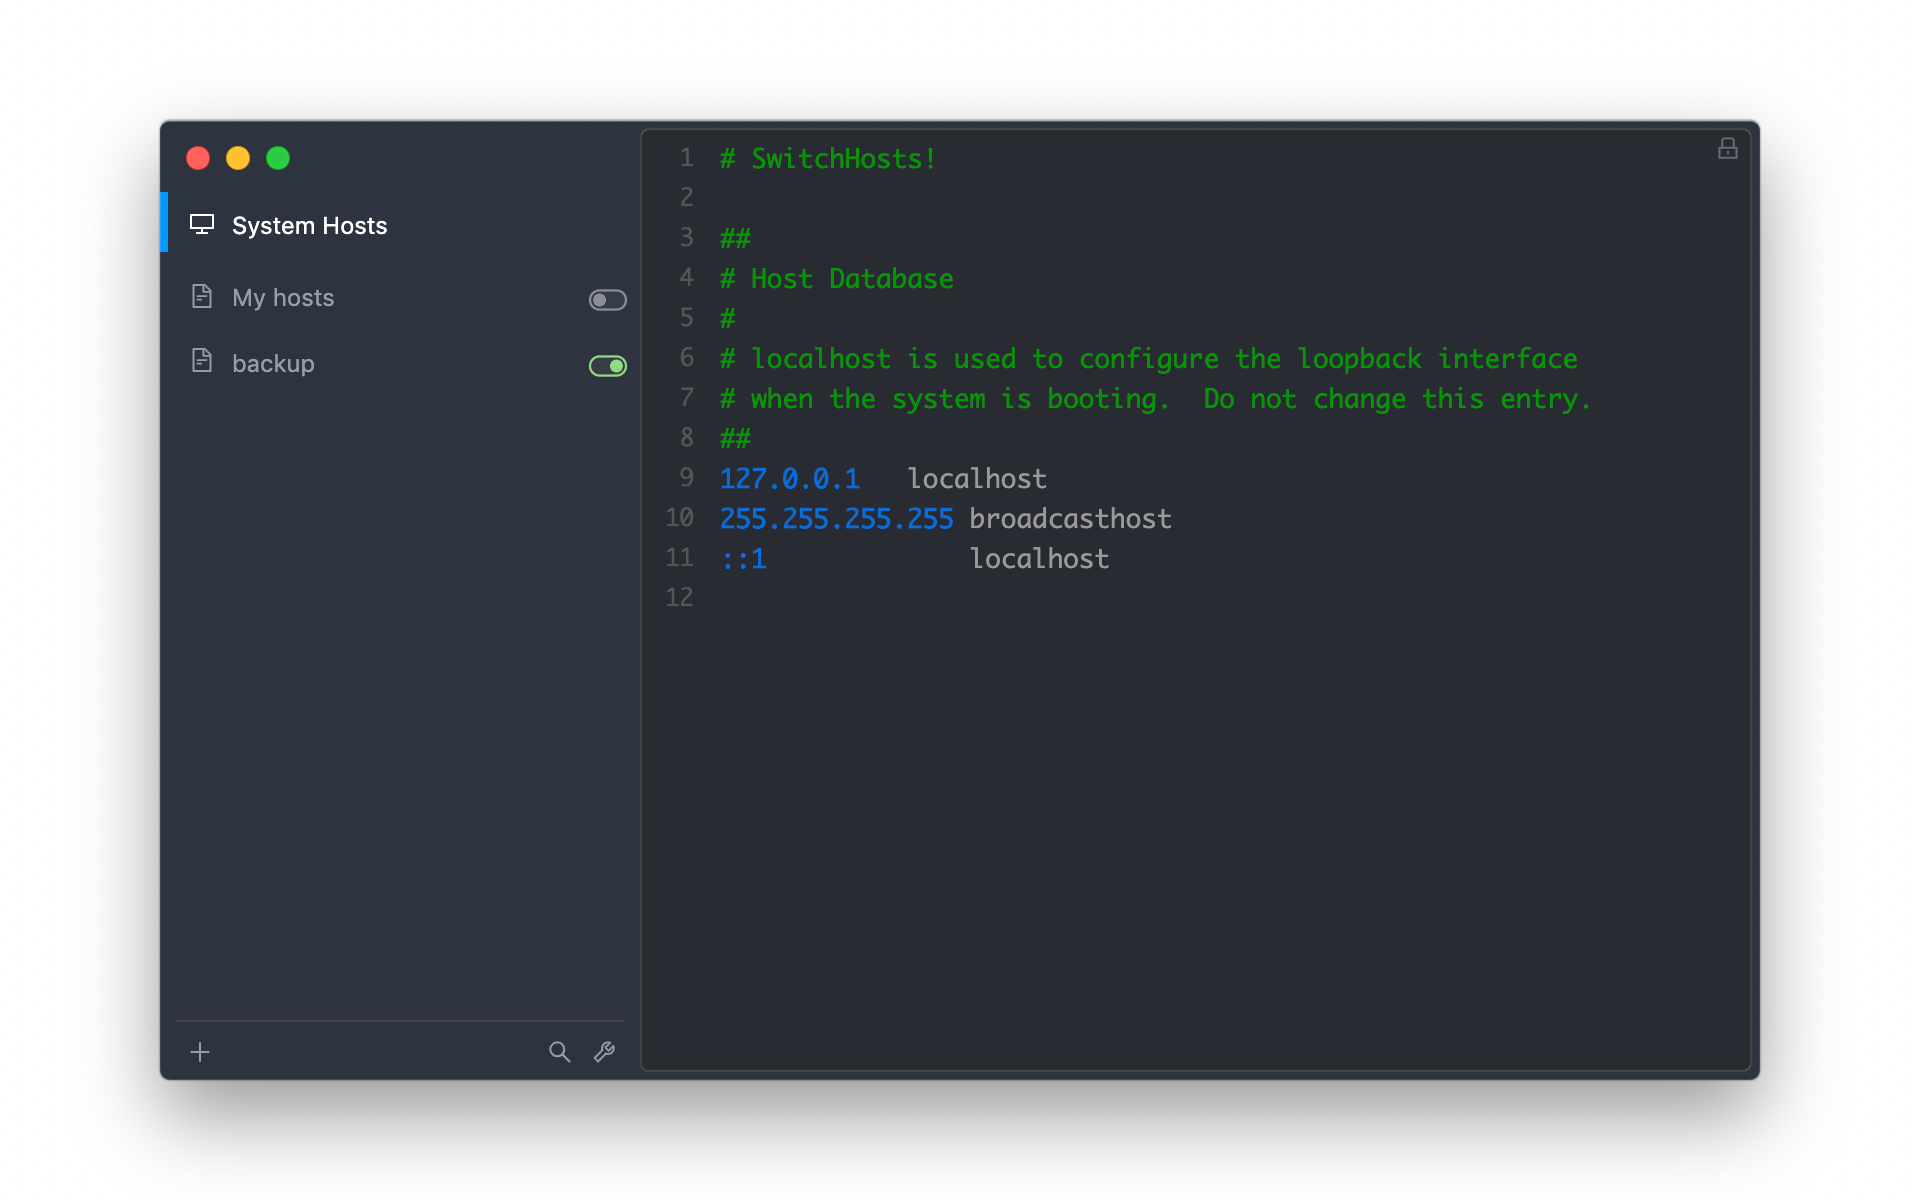 System Hosts
My hosts
backup
1 # SwitchHosts!
2
3 ##
4 # Host Database
5 #
6 # localhost is used to configure the loopback interface
7 # when the system is booting.  Do not change this entry.
8 ##
9 127.0.0.1   localhost
10 255.255.255.255 broadcasthost
11 ::1             localhost
12